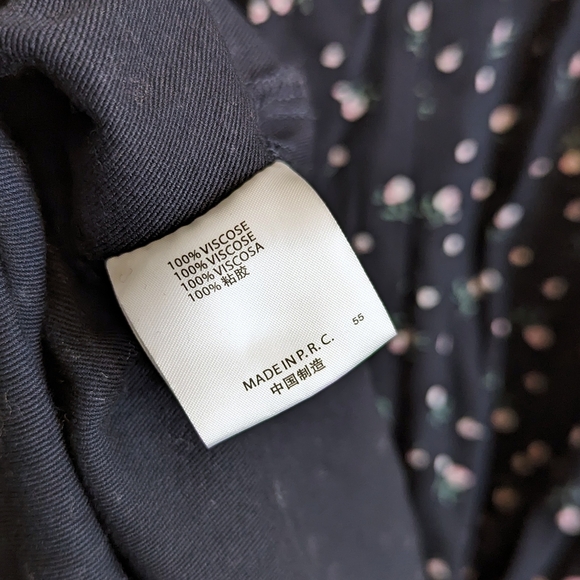 100% VISCOSE
100% VISCOSE
100% VISCOSA
100% 粘胶
55
MADE IN P.R.C.
中国制造